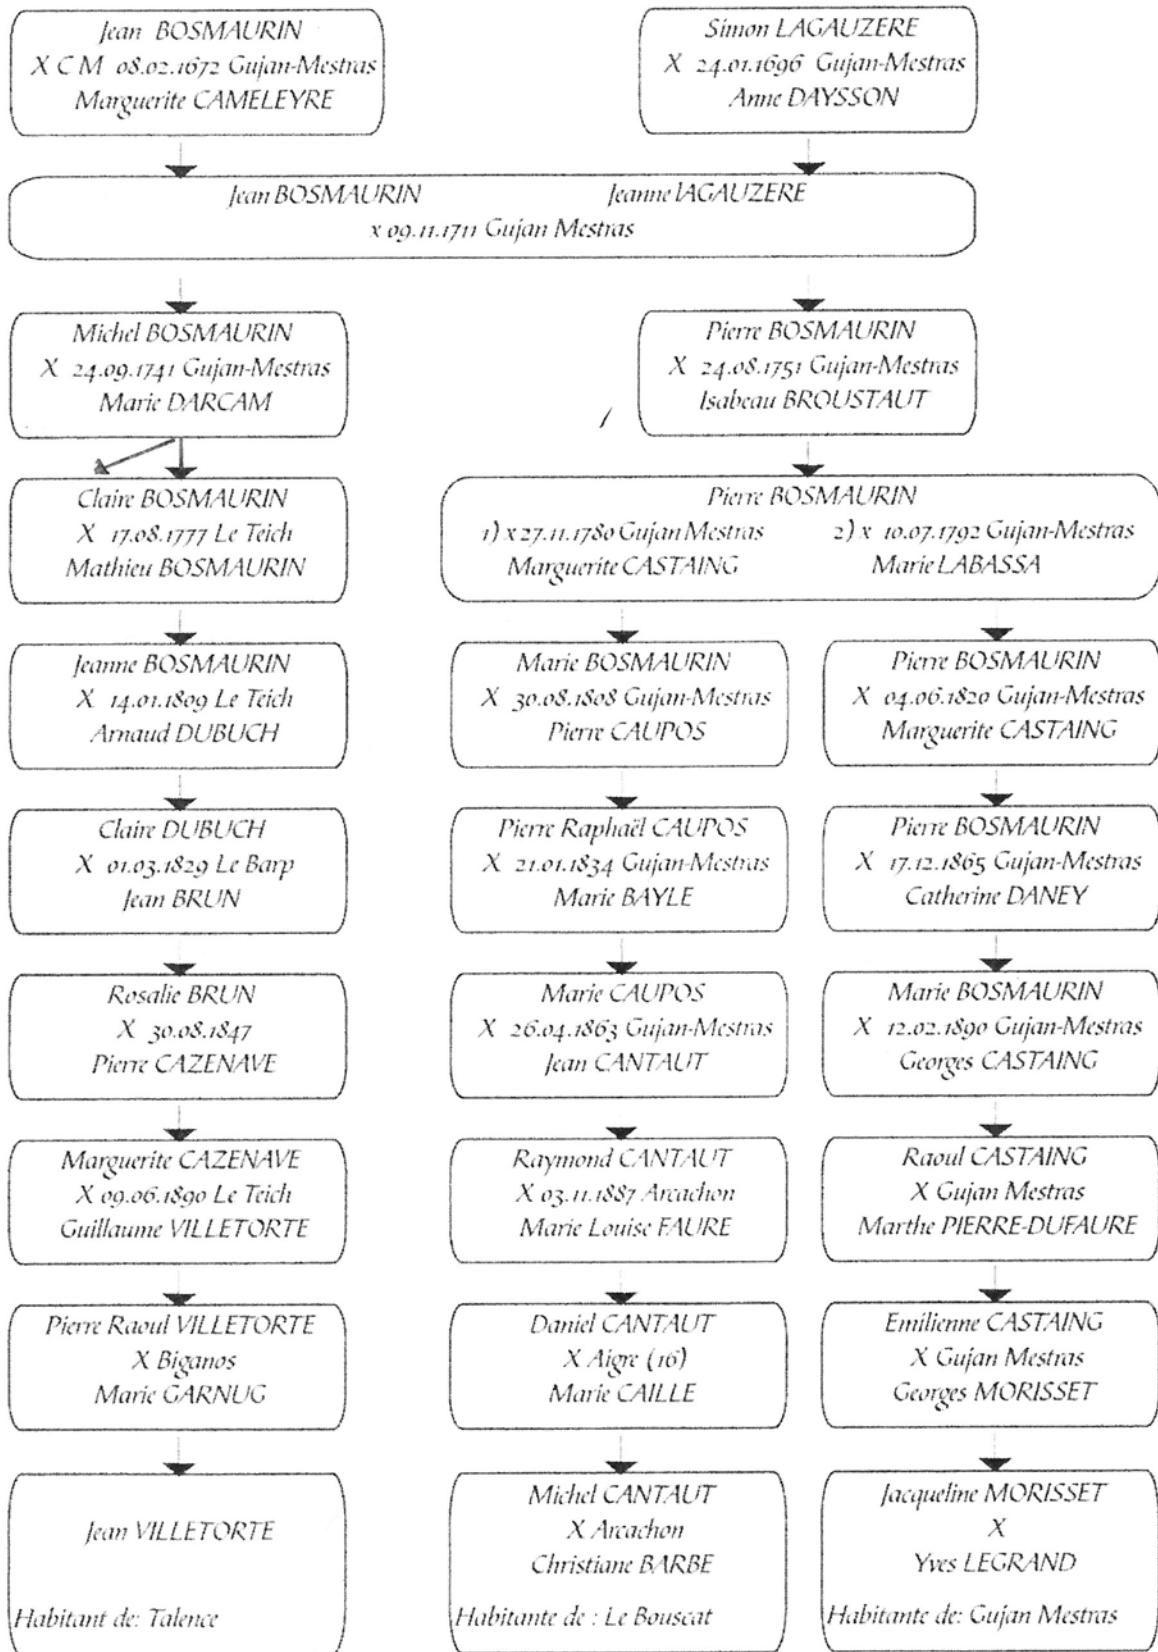 Jean BOSMAURIN
X C M 08.02.1672 Gujan-Mestras
Marguerite CAMELEYRE
Simon LAGAUZERE
X 24.01.1696 Gujan-Mestras
Anne DAYSSON
Jean BOSMAURIN Jeanne lAGAUZERE
x 09.11.1711 Gujan Mestras
Michel BOSMAURIN
X 24.09.1741 Gujan-Mestras
Marie DARCAM
Pierre BOSMAURIN
X 24.08.1751 Gujan-Mestras
Isabeau BROUSTAUT
Claire BOSMAURIN
X 17.08.1777 Le Teich
Mathieu BOSMAURIN
Pierre BOSMAURIN
1) x 27.11.1780 Gujan Mestras 2) x 10.07.1792 Gujan-Mestras
Marguerite CASTAING Marie LABASSA
Jeanne BOSMAURIN
X 14.01.1809 Le Teich
Arnaud DUBUCH
Marie BOSMAURIN
X 30.08.1808 Gujan-Mestras
Pierre CAUPOS
Pierre BOSMAURIN
X 04.06.1820 Gujan-Mestras
Marguerite CASTAING
Claire DUBUCH
X 01.03.1829 Le Barp
Jean BRUN
Pierre Raphaël CAUPOS
X 21.01.1834 Gujan-Mestras
Marie BAYLE
Pierre BOSMAURIN
X 17.12.1865 Gujan-Mestras
Catherine DANEY
Rosalie BRUN
X 30.08.1847
Pierre CAZENAVE
Marie CAUPOS
X 26.04.1863 Gujan-Mestras
Jean CANTAUT
Marie BOSMAURIN
X 12.02.1890 Gujan-Mestras
Georges CASTAING
Marguerite CAZENAVE
X 09.06.1890 Le Teich
Guillaume VILLETORTE
Raymond CANTAUT
X 03.11.1887 Arcachon
Marie Louise FAURE
Raoul CASTAING
X Gujan Mestras
Marthe PIERRE-DUFAURE
Pierre Raoul VILLETORTE
X Biganos
Marie GARNUG
Daniel CANTAUT
X Aigre (16)
Marie CAILLE
Emilienne CASTAING
X Gujan Mestras
Georges MORISSET
Jean VILLETORTE
Habitant de: Talence
Michel CANTAUT
X Arcachon
Christiane BARBE
Habitante de : Le Bouscat
Jacqueline MORISSET
X
Yves LEGRAND
Habitante de: Gujan Mestras